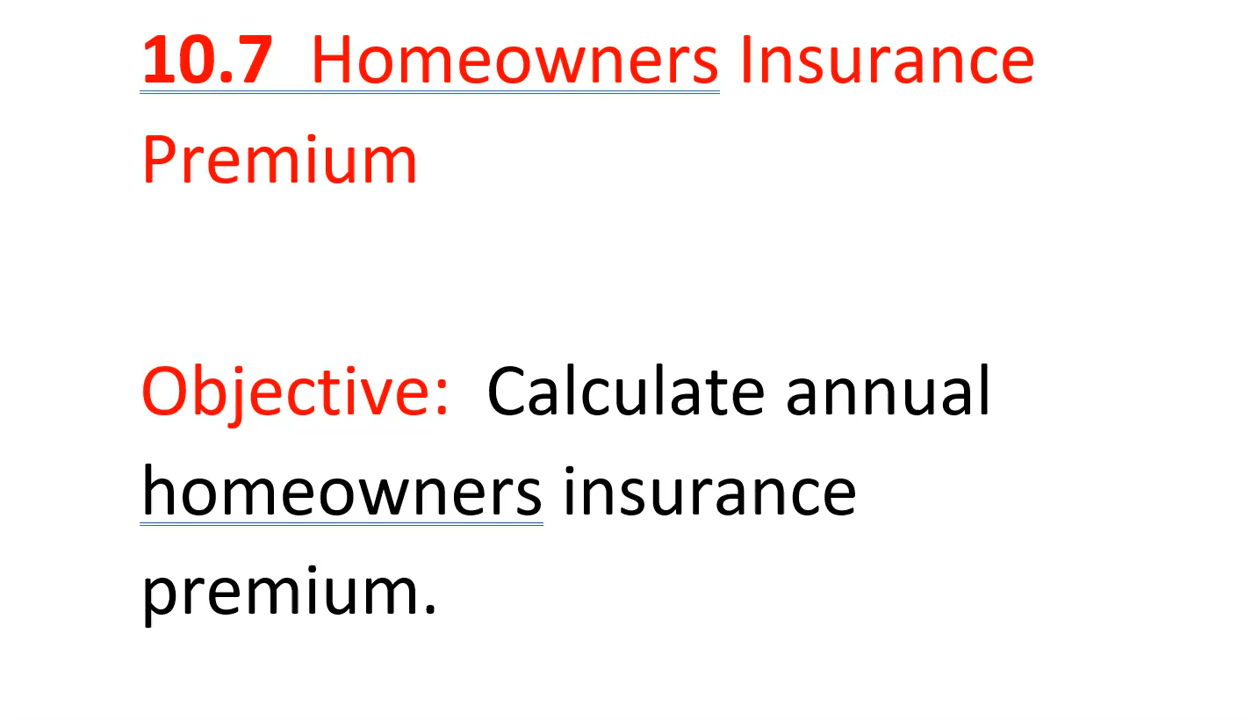 10.7  Homeowners Insurance
Premium
Objective:  Calculate annual
homeowners insurance
premium.